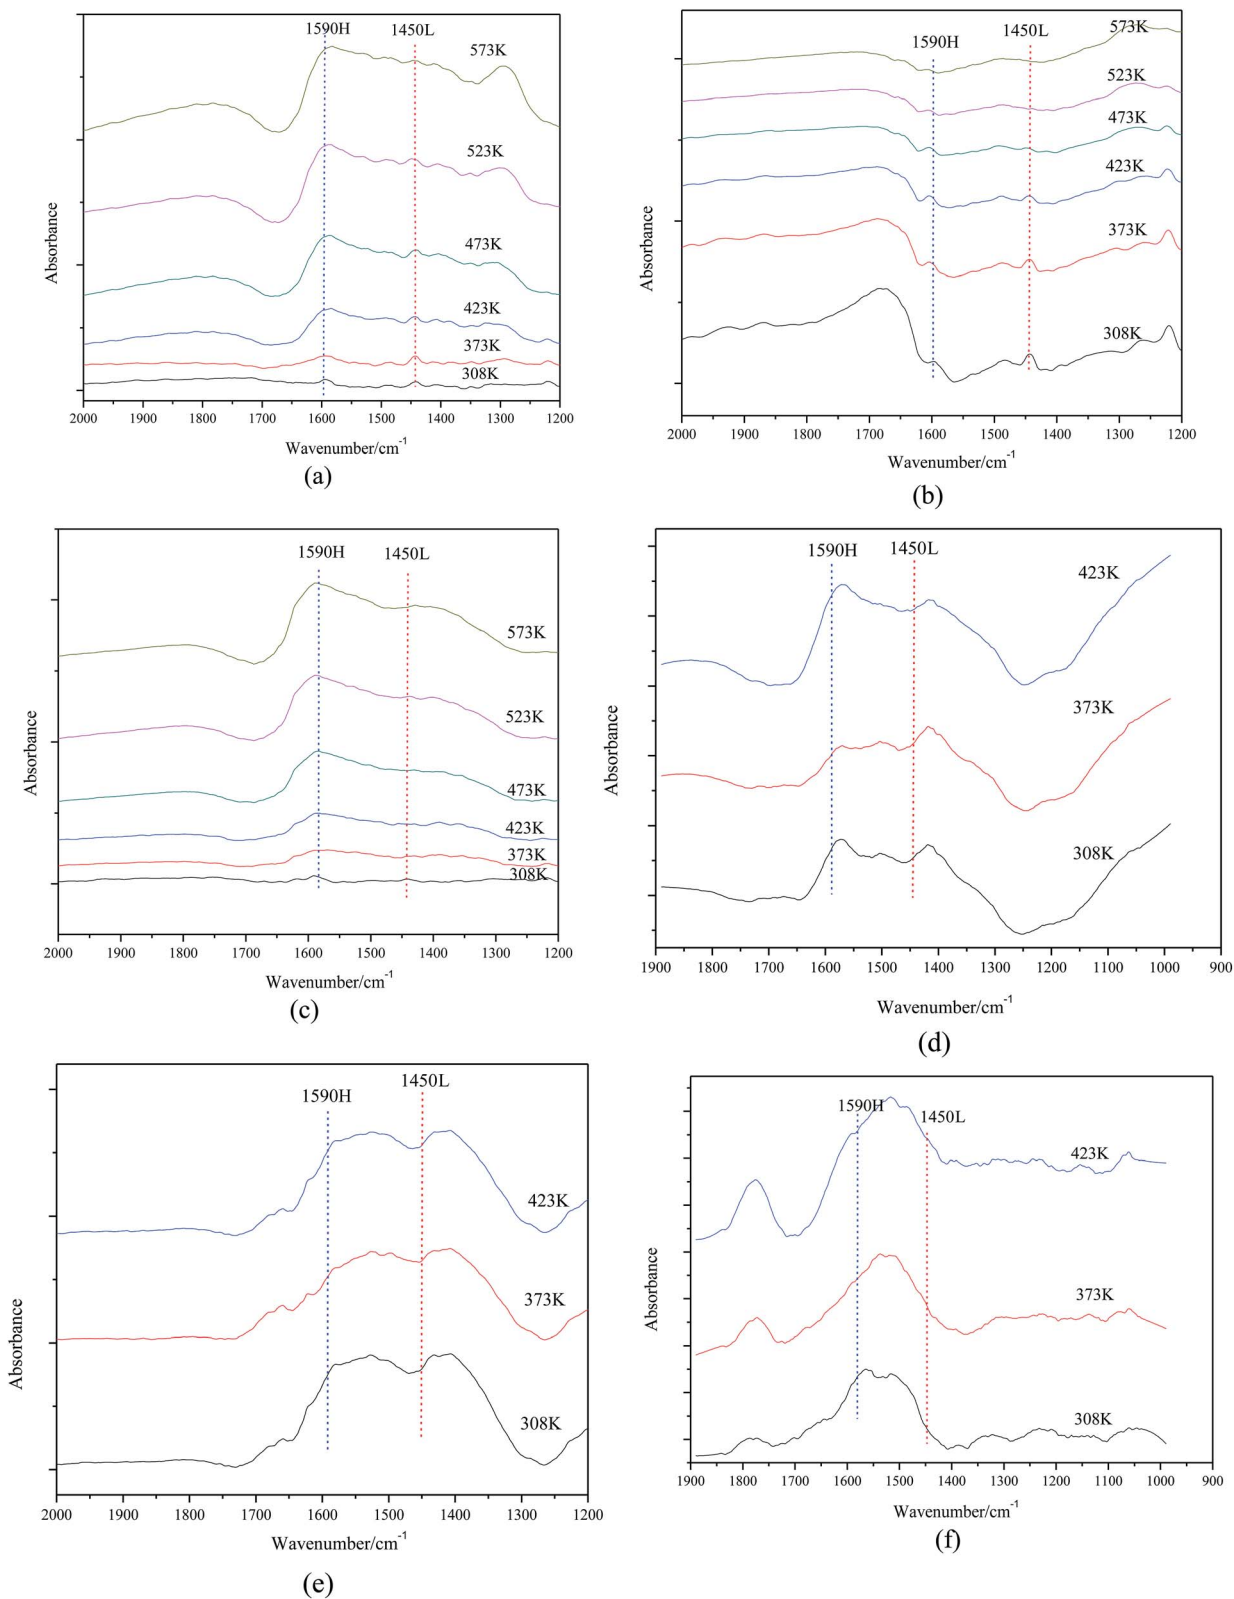 1590H 1450L
573K
523K
473K
423K
373K
308K
Absorbance
2000 1900 1800 1700 1600 1500 1400 1300 1200
Wavenumber/cm⁻¹
(a)
1590H 1450L
573K
523K
473K
423K
373K
308K
Absorbance
2000 1900 1800 1700 1600 1500 1400 1300 1200
Wavenumber/cm⁻¹
(b)
1590H 1450L
573K
523K
473K
423K
373K
308K
Absorbance
2000 1900 1800 1700 1600 1500 1400 1300 1200
Wavenumber/cm⁻¹
(c)
1590H 1450L
423K
373K
308K
Absorbance
1900 1800 1700 1600 1500 1400 1300 1200 1100 1000 900
Wavenumber/cm⁻¹
(d)
1590H 1450L
423K
373K
308K
Absorbance
2000 1900 1800 1700 1600 1500 1400 1300 1200
Wavenumber/cm⁻¹
(e)
1590H 1450L
423K
373K
308K
Absorbance
1900 1800 1700 1600 1500 1400 1300 1200 1100 1000 900
Wavenumber/cm⁻¹
(f)